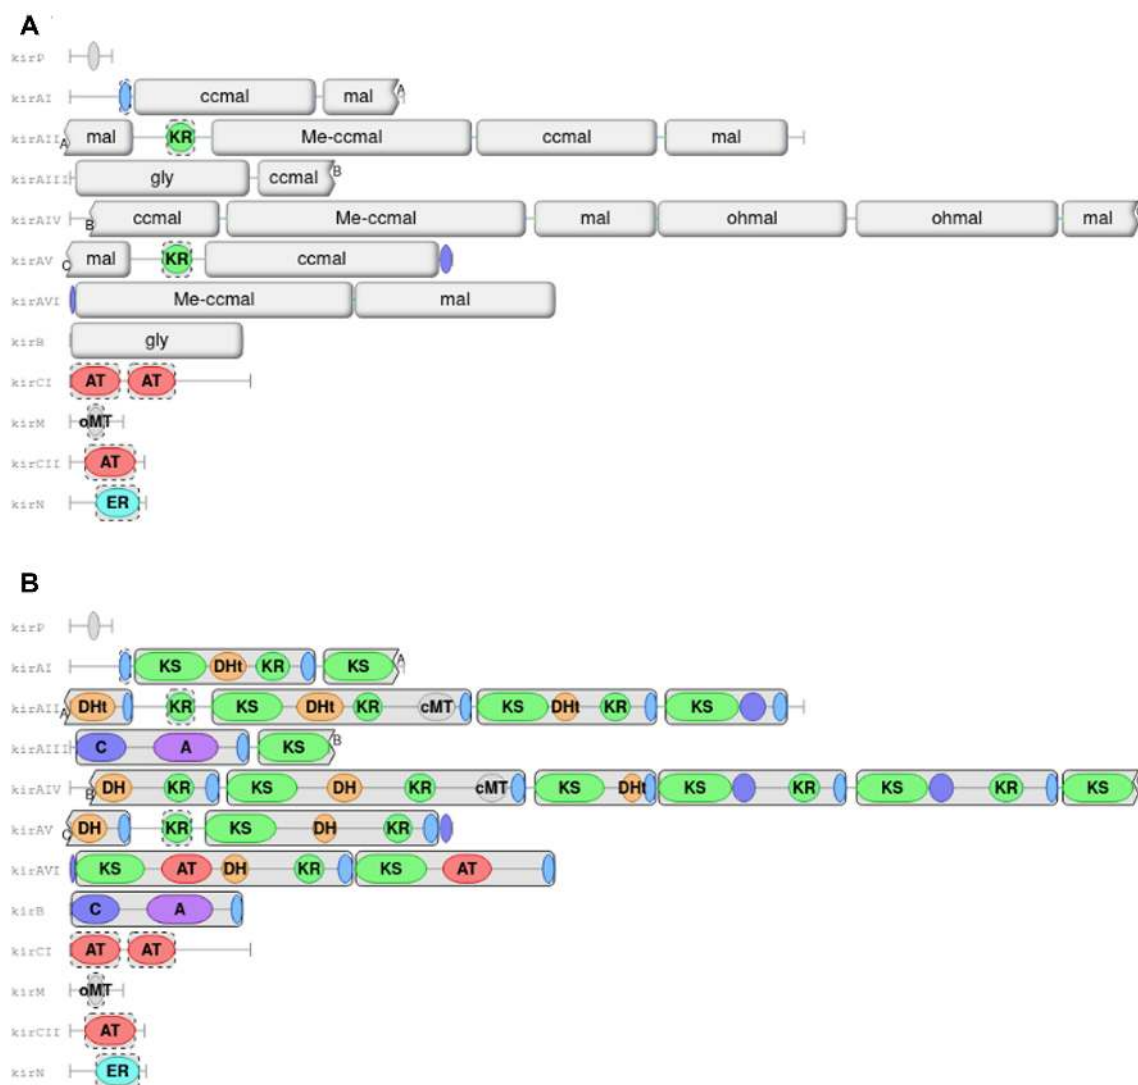 A
kirP
kirAI ccmal mal A
kirAII A mal KR Me-ccmal ccmal mal
kirAIII gly ccmal B
kirAIV B ccmal Me-ccmal mal ohmal ohmal mal
kirAV C mal KR ccmal
kirAVI Me-ccmal mal
kirB gly
kirCI AT AT
kirM oMT
kirCII AT
kirN ER
B
kirP
kirAI KS DHt KR KS A
kirAII A DHt KR KS DHt KR cMT KS DHt KR KS
kirAIII C A KS B
kirAIV B DH KR KS DH KR cMT KS DHt KS KR KS KR KS
kirAV C DH KR KS DH KR
kirAVI KS AT DH KR KS AT
kirB C A
kirCI AT AT
kirM oMT
kirCII AT
kirN ER